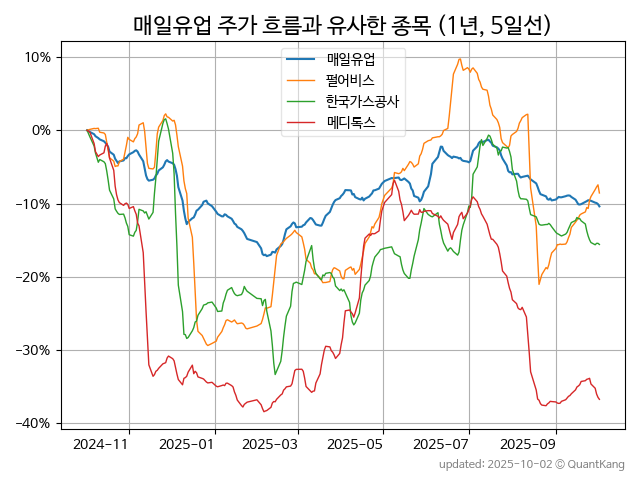 매일유업 주가 흐름과 유사한 종목 (1년, 5일선)
매일유업
펄어비스
한국가스공사
메디톡스
10%
0%
−10%
−20%
−30%
−40%
2024-11
2025-01
2025-03
2025-05
2025-07
2025-09
updated: 2025-10-02 © QuantKang